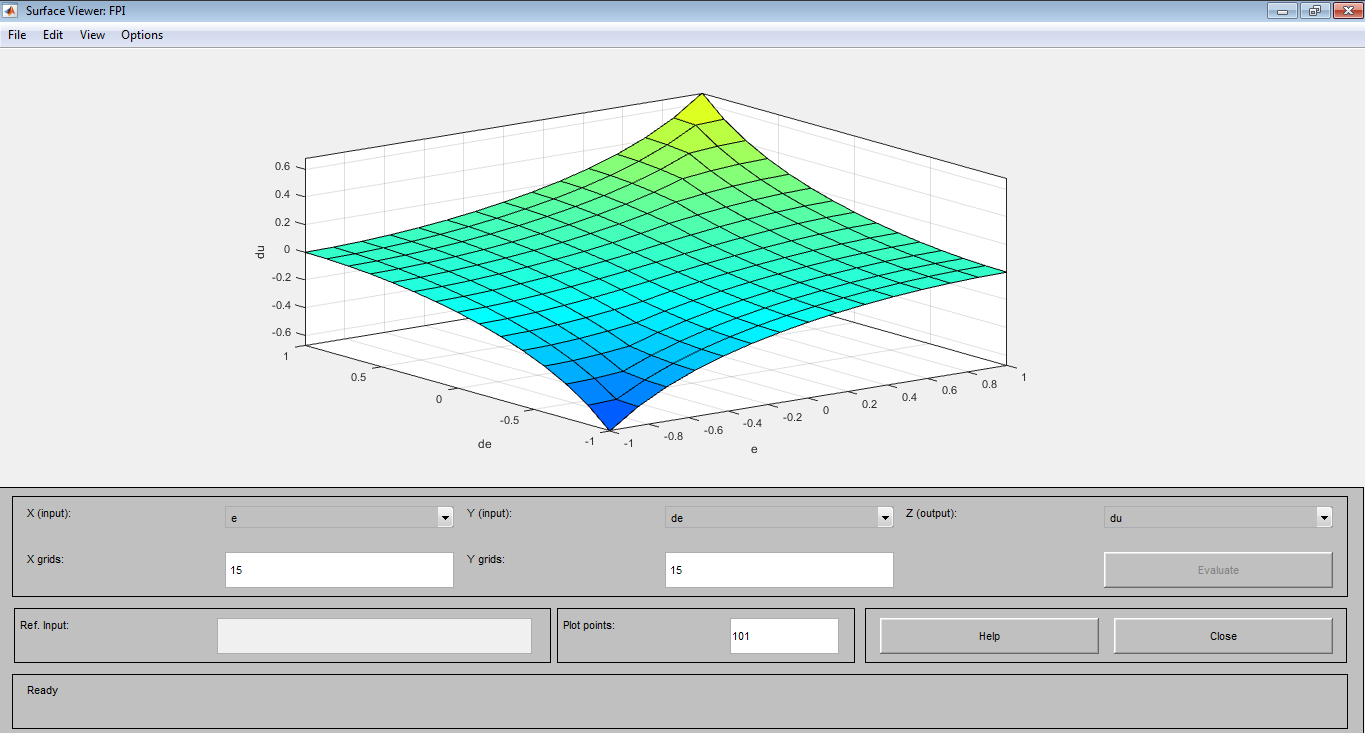 Surface Viewer: FPI
File Edit View Options
0.6
0.4
0.2
0
-0.2
-0.4
-0.6
du
1
0.5
0
-0.5
-1
de
-1
-0.8
-0.6
-0.4
-0.2
0
0.2
0.4
0.6
0.8
1
e
X (input): e Y (input): de Z (output): du
X grids: 15 Y grids: 15 Evaluate
Ref. Input: Plot points: 101 Help Close
Ready